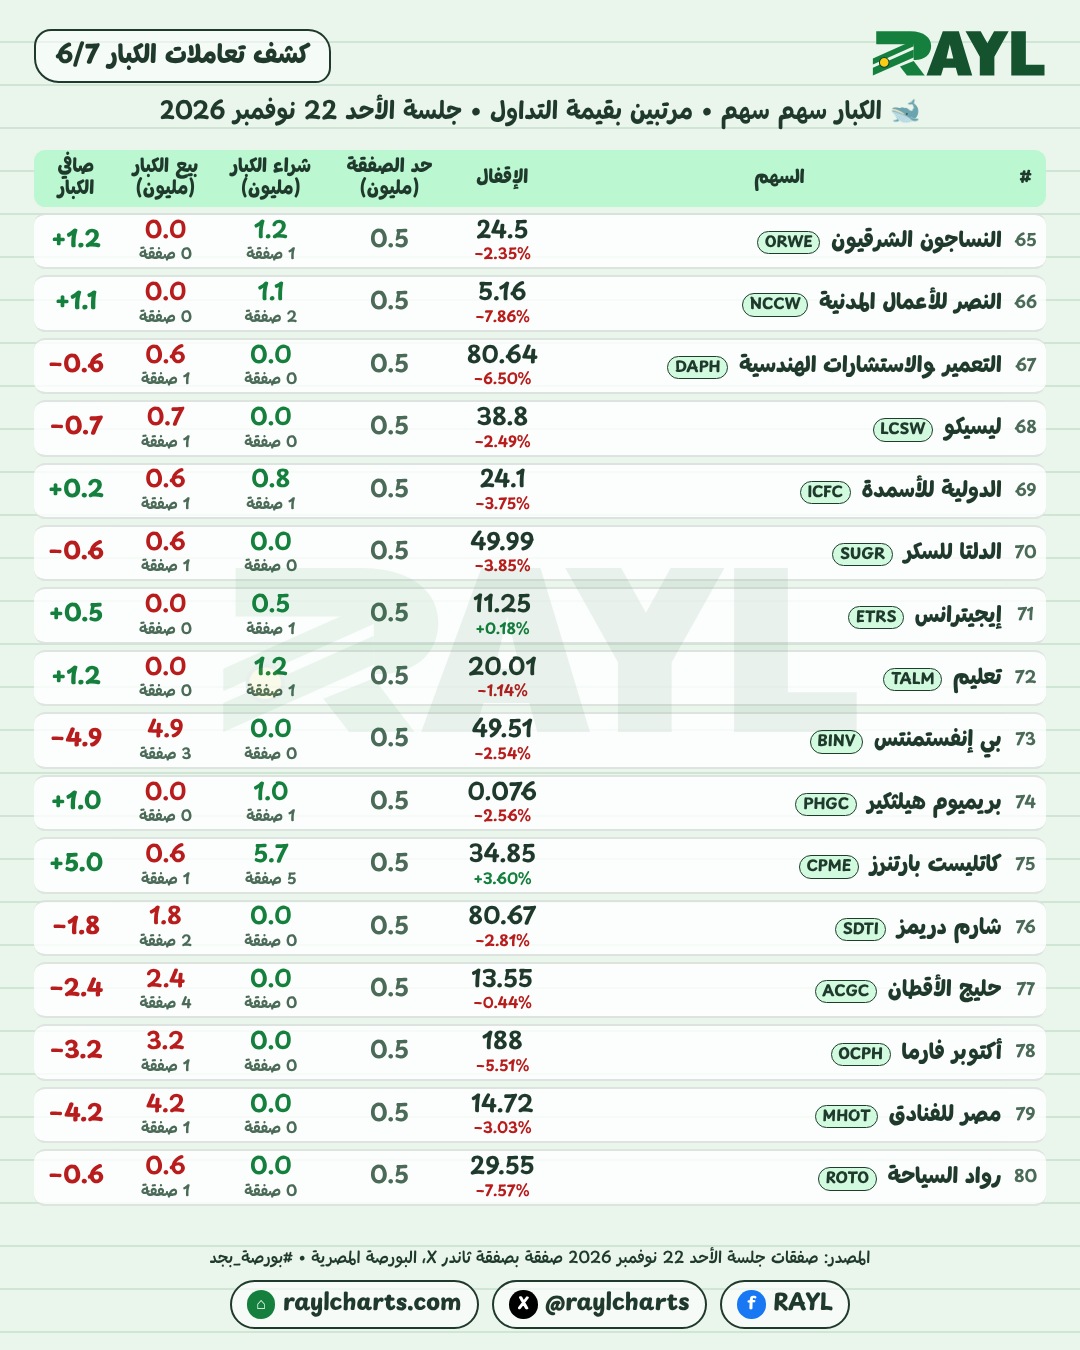 RAYL
كشف تعاملات الكبار 6/7
🐋 الكبار سهم سهم • مرتبين بقيمة التداول • جلسة الأحد 22 نوفمبر 2026
# السهم الإقفال حد الصفقة (مليون) شراء الكبار (مليون) بيع الكبار (مليون) صافي الكبار
65 النساجون الشرقيون ORWE 24.5 0.5 1.2 0.0 +1.2
-2.35% 1 صفقة 0 صفقة
66 النصر للأعمال المدنية NCCW 5.16 0.5 1.1 0.0 +1.1
-7.86% 2 صفقة 0 صفقة
67 التعمير والاستشارات الهندسية DAPH 80.64 0.5 0.0 0.6 -0.6
-6.50% 0 صفقة 1 صفقة
68 ليسيكو LCSW 38.8 0.5 0.0 0.7 -0.7
-2.49% 0 صفقة 1 صفقة
69 الدولية للأسمدة ICFC 24.1 0.5 0.8 0.6 +0.2
-3.75% 1 صفقة 1 صفقة
70 الدلتا للسكر SUGR 49.99 0.5 0.0 0.6 -0.6
-3.85% 0 صفقة 1 صفقة
71 إيجيترانس ETRS 11.25 0.5 0.5 0.0 +0.5
+0.18% 1 صفقة 0 صفقة
72 تعليم TALM 20.01 0.5 1.2 0.0 +1.2
-1.14% 1 صفقة 0 صفقة
73 بي إنفستمنتس BINV 49.51 0.5 0.0 4.9 -4.9
-2.54% 0 صفقة 3 صفقة
74 بريميوم هيلثكير PHGC 0.076 0.5 1.0 0.0 +1.0
-2.56% 1 صفقة 0 صفقة
75 كاتليست بارتنرز CPME 34.85 0.5 5.7 0.6 +5.0
+3.60% 5 صفقة 1 صفقة
76 شارم دريمز SDTI 80.67 0.5 0.0 1.8 -1.8
-2.81% 0 صفقة 2 صفقة
77 حليج الأقطان ACGC 13.55 0.5 0.0 2.4 -2.4
-0.44% 0 صفقة 4 صفقة
78 أكتوبر فارما OCPH 188 0.5 0.0 3.2 -3.2
-5.51% 0 صفقة 1 صفقة
79 مصر للفنادق MHOT 14.72 0.5 0.0 4.2 -4.2
-3.03% 0 صفقة 1 صفقة
80 رواد السياحة ROTO 29.55 0.5 0.0 0.6 -0.6
-7.57% 0 صفقة 1 صفقة
RAYL
المصدر: صفقات جلسة الأحد 22 نوفمبر 2026 صفقة بصفقة ثاندر X، البورصة المصرية • #بورصة_بجد
raylcharts.com
@raylcharts
RAYL